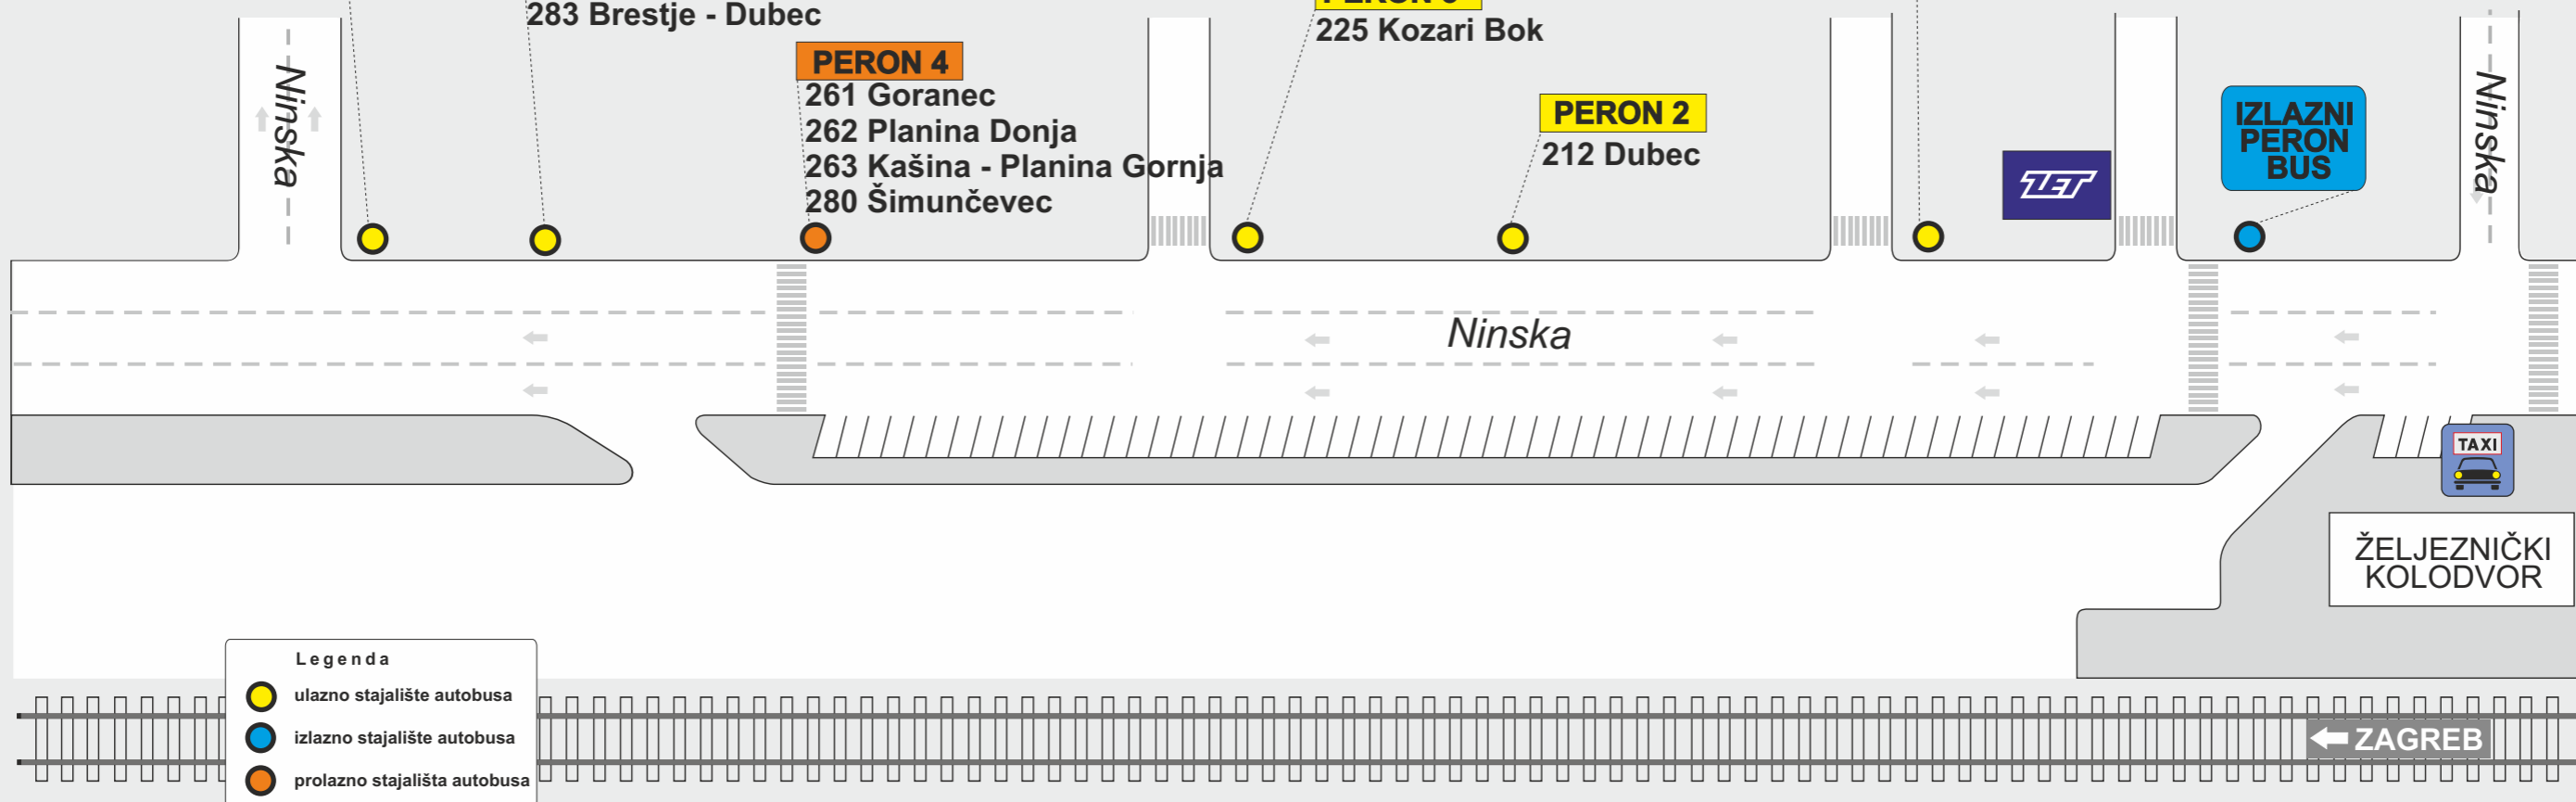 283 Brestje - Dubec
225 Kozari Bok
PERON 4
261 Goranec
262 Planina Donja
263 Kašina - Planina Gornja
280 Šimunčevec
PERON 2
212 Dubec
ZET
IZLAZNI
PERON
BUS
Ninska
Ninska
Ninska
TAXI
ŽELJEZNIČKI
KOLODVOR
Legenda
ulazno stajalište autobusa
izlazno stajalište autobusa
prolazno stajališta autobusa
ZAGREB